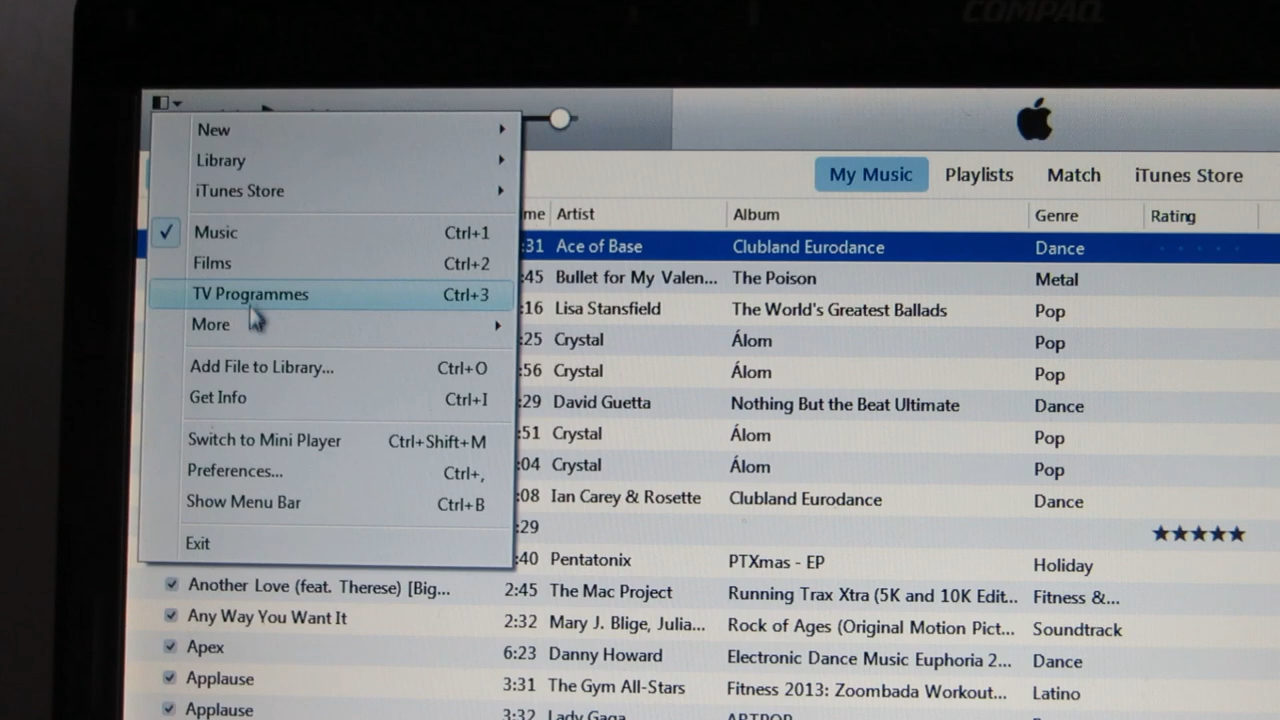 COMPAQ
New
Library
iTunes Store
Music Ctrl+1
Films Ctrl+2
TV Programmes Ctrl+3
More
Add File to Library... Ctrl+O
Get Info Ctrl+I
Switch to Mini Player Ctrl+Shift+M
Preferences... Ctrl+,
Show Menu Bar Ctrl+B
Exit
My Music Playlists Match iTunes Store
me Artist Album Genre Rating
:31 Ace of Base Clubland Eurodance Dance
:45 Bullet for My Valen... The Poison Metal
:16 Lisa Stansfield The World's Greatest Ballads Pop
:25 Crystal Álom Pop
:56 Crystal Álom Pop
:29 David Guetta Nothing But the Beat Ultimate Dance
:51 Crystal Álom Pop
:04 Crystal Álom Pop
:08 Ian Carey & Rosette Clubland Eurodance Dance
:29 ★★★★★
:40 Pentatonix PTXmas - EP Holiday
Another Love (feat. Therese) [Big... 2:45 The Mac Project Running Trax Xtra (5K and 10K Edit... Fitness &...
Any Way You Want It 2:32 Mary J. Blige, Julia... Rock of Ages (Original Motion Pict... Soundtrack
Apex 6:23 Danny Howard Electronic Dance Music Euphoria 2... Dance
Applause 3:31 The Gym All-Stars Fitness 2013: Zoombada Workout... Latino
Applause 3:32 Lady Gaga ARTPOP